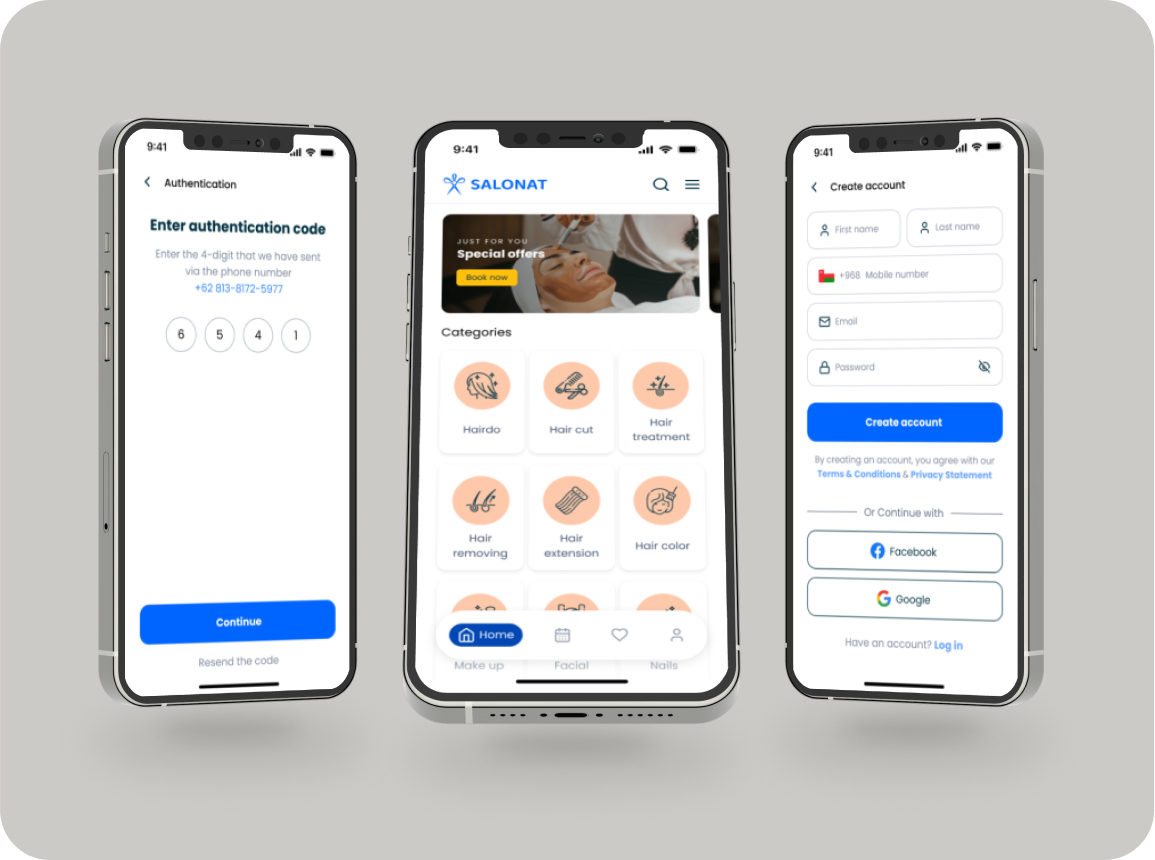 9:41
Authentication
Enter authentication code
Enter the 4-digit that we have sent
via the phone number
+62 813-8172-5977
6 5 4 1
Continue
Resend the code
9:41
SALONAT
JUST FOR YOU
Special offers
Book now
Categories
Hairdo
Hair cut
Hair
treatment
Hair
removing
Hair
extension
Hair color
Home
Make up
Facial
Nails
9:41
Create account
First name
Last name
+968 Mobile number
Email
Password
Create account
By creating an account, you agree with our
Terms & Conditions & Privacy Statement
Or Continue with
Facebook
Google
Have an account? Log in